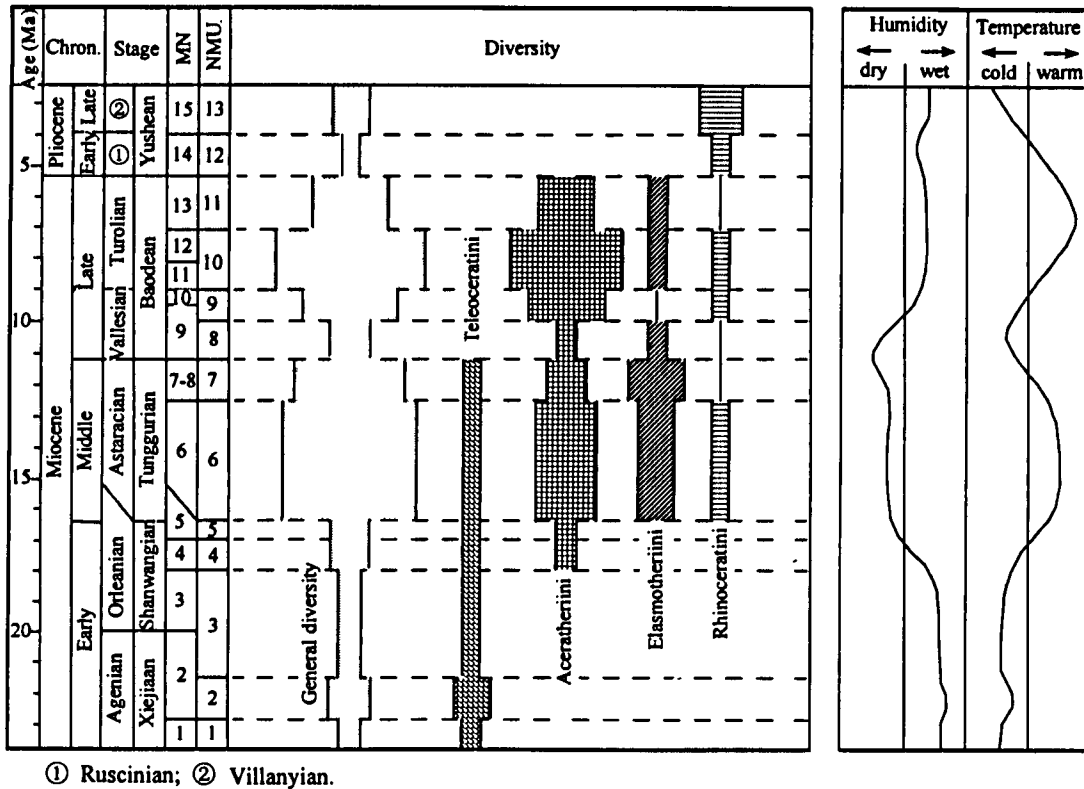 Age (Ma) Chron. Stage MN NMU. Diversity Humidity Temperature
dry wet cold warm
Pliocene Late ② Yushean 15 13
Early ① 14 12
5
Miocene Late Turolian Baodean 13 11
12 10
11
Vallesian 10 9
10 9 8
Middle Astaracian Tunggurian 7-8 7
6 6
15
Early Orleanian Shanwangian 5 5
4 4
3 3
20
Agenian Xiejiaan 2 2
1 1
General diversity
Teleoceratini
Aceratheriini
Elasmotheriini
Rhinoceratini
① Ruscinian; ② Villanyian.